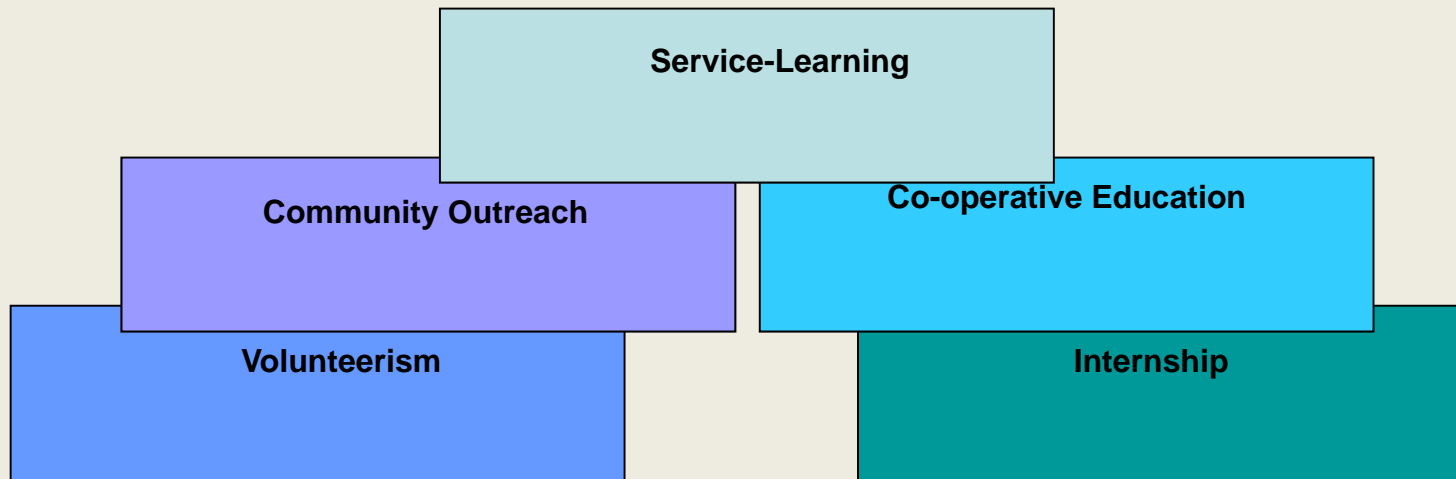 Service-Learning
Community Outreach
Co-operative Education
Volunteerism
Internship